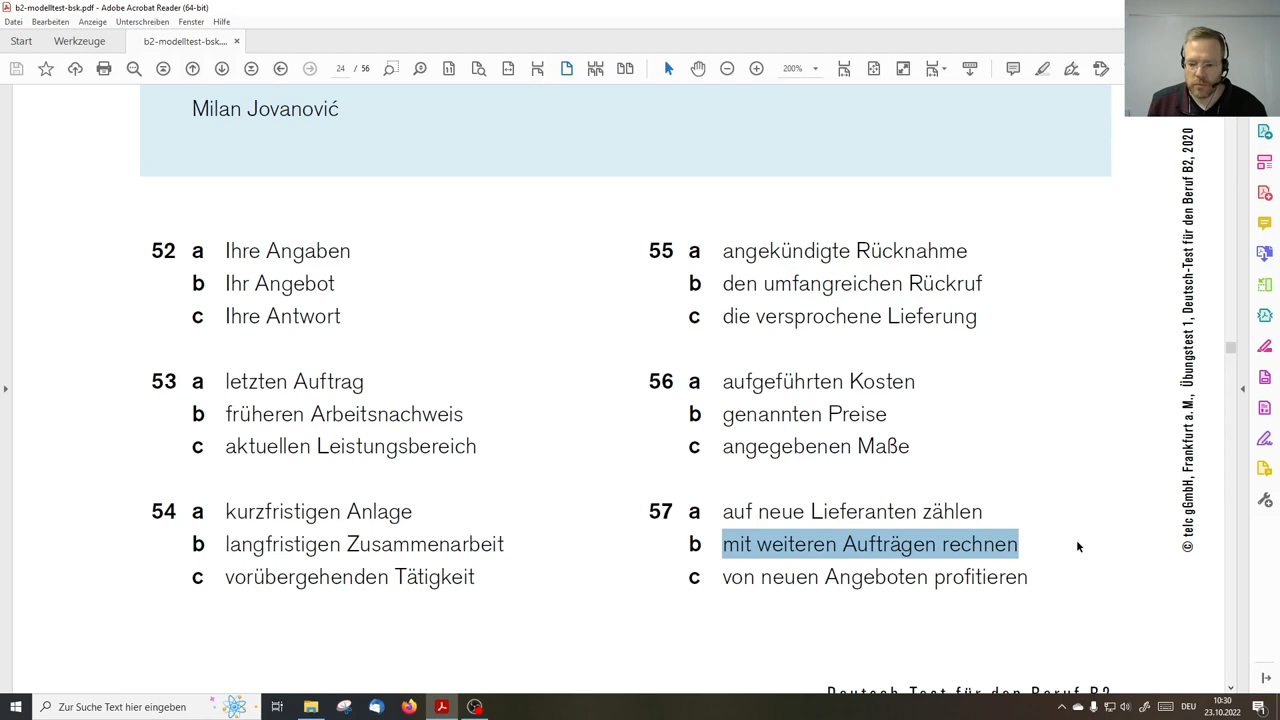 b2-modelltest-bsk.pdf - Adobe Acrobat Reader (64-bit)
Datei Bearbeiten Anzeige Unterschreiben Fenster Hilfe
Start Werkzeuge b2-modelltest-bsk.... ×
24 / 56 200%
Milan Jovanović
52 a Ihre Angaben
b Ihr Angebot
c Ihre Antwort
53 a letzten Auftrag
b früheren Arbeitsnachweis
c aktuellen Leistungsbereich
54 a kurzfristigen Anlage
b langfristigen Zusammenarbeit
c vorübergehenden Tätigkeit
55 a angekündigte Rücknahme
b den umfangreichen Rückruf
c die versprochene Lieferung
56 a aufgeführten Kosten
b genannten Preise
c angegebenen Maße
57 a auf neue Lieferanten zählen
b mit weiteren Aufträgen rechnen
c von neuen Angeboten profitieren
© telc gGmbH, Frankfurt a. M., Übungstest 1, Deutsch-Test für den Beruf B2, 2020
Deutsch-Test für den Beruf B2
Zur Suche Text hier eingeben
DEU
10:30
23.10.2022